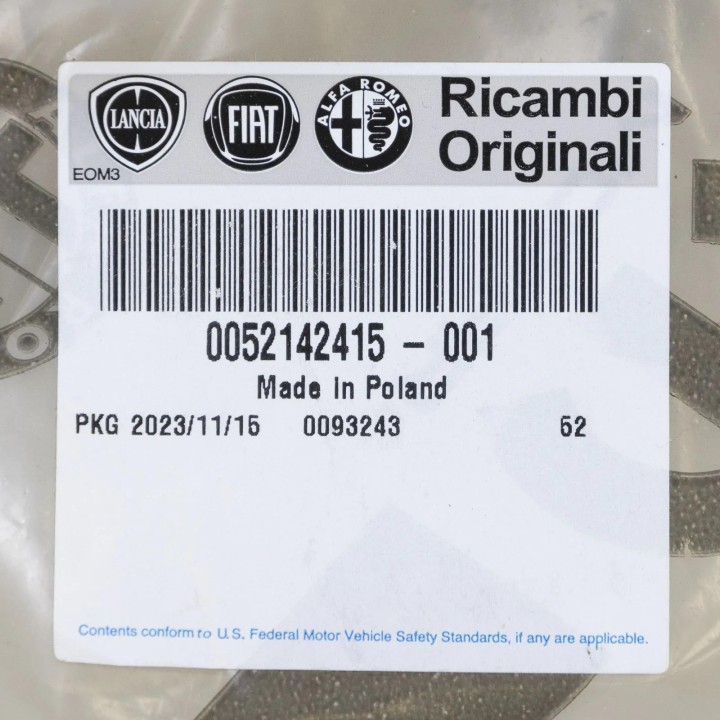 LANCIA
FIAT
ALFA ROMEO
Ricambi
Originali
EOM3
0052142415 - 001
Made in Poland
PKG 2023/11/15 0093243 52
Contents conform to U.S. Federal Motor Vehicle Safety Standards, if any are applicable.